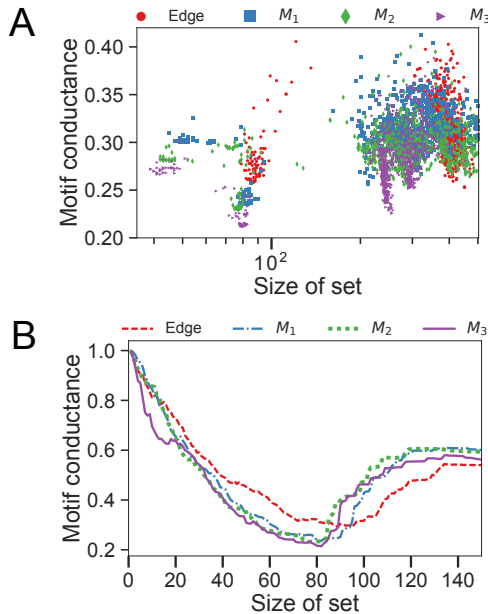 A
Edge M₁ M₂ M₃
Motif conductance
0.40
0.35
0.30
0.25
0.20
10²
Size of set
B
Edge M₁ M₂ M₃
Motif conductance
1.0
0.8
0.6
0.4
0.2
0 20 40 60 80 100 120 140
Size of set